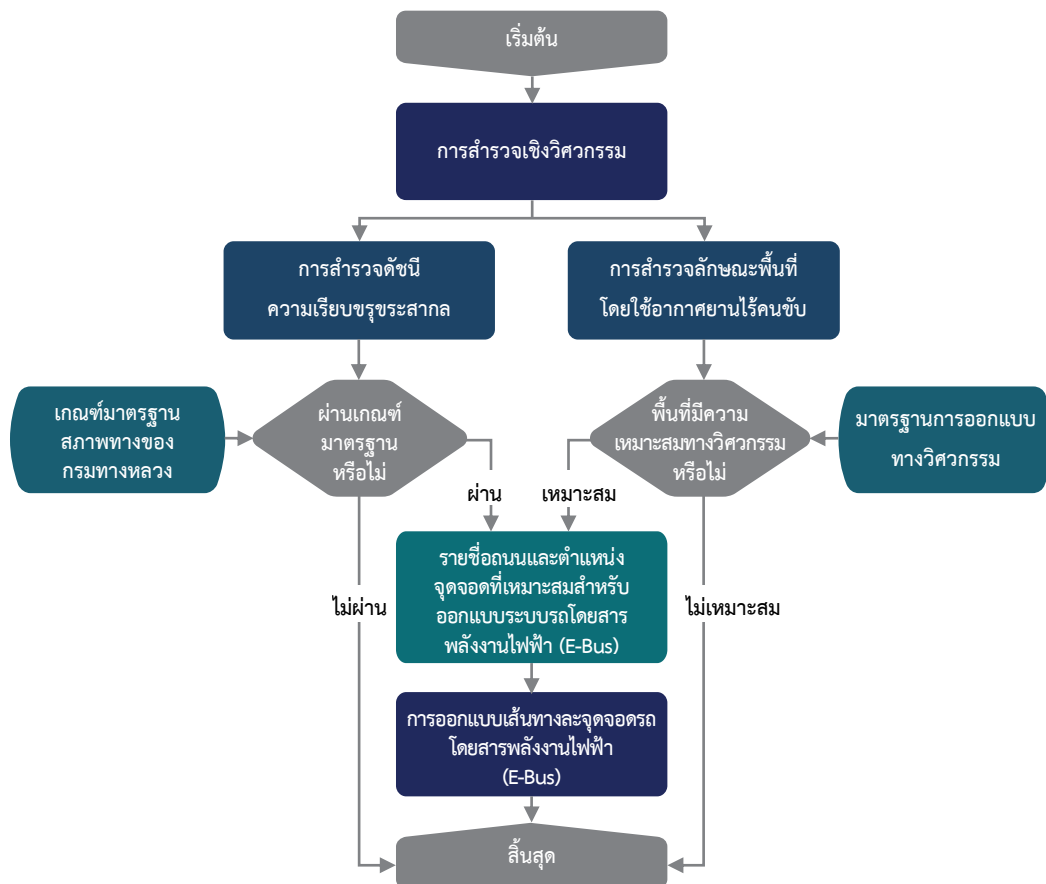 เริ่มต้น
การสำรวจเชิงวิศวกรรม
การสำรวจดัชนี
ความเรียบขรุขระสากล
การสำรวจลักษณะพื้นที่
โดยใช้อากาศยานไร้คนขับ
เกณฑ์มาตรฐาน
สภาพทางของ
กรมทางหลวง
ผ่านเกณฑ์
มาตรฐาน
หรือไม่
พื้นที่มีความ
เหมาะสมทางวิศวกรรม
หรือไม่
มาตรฐานการออกแบบ
ทางวิศวกรรม
ผ่าน
เหมาะสม
รายชื่อถนนและตำแหน่ง
จุดจอดที่เหมาะสมสำหรับ
ออกแบบระบบรถโดยสาร
พลังงานไฟฟ้า (E-Bus)
ไม่ผ่าน
ไม่เหมาะสม
การออกแบบเส้นทางละจุดจอดรถ
โดยสารพลังงานไฟฟ้า
(E-Bus)
สิ้นสุด